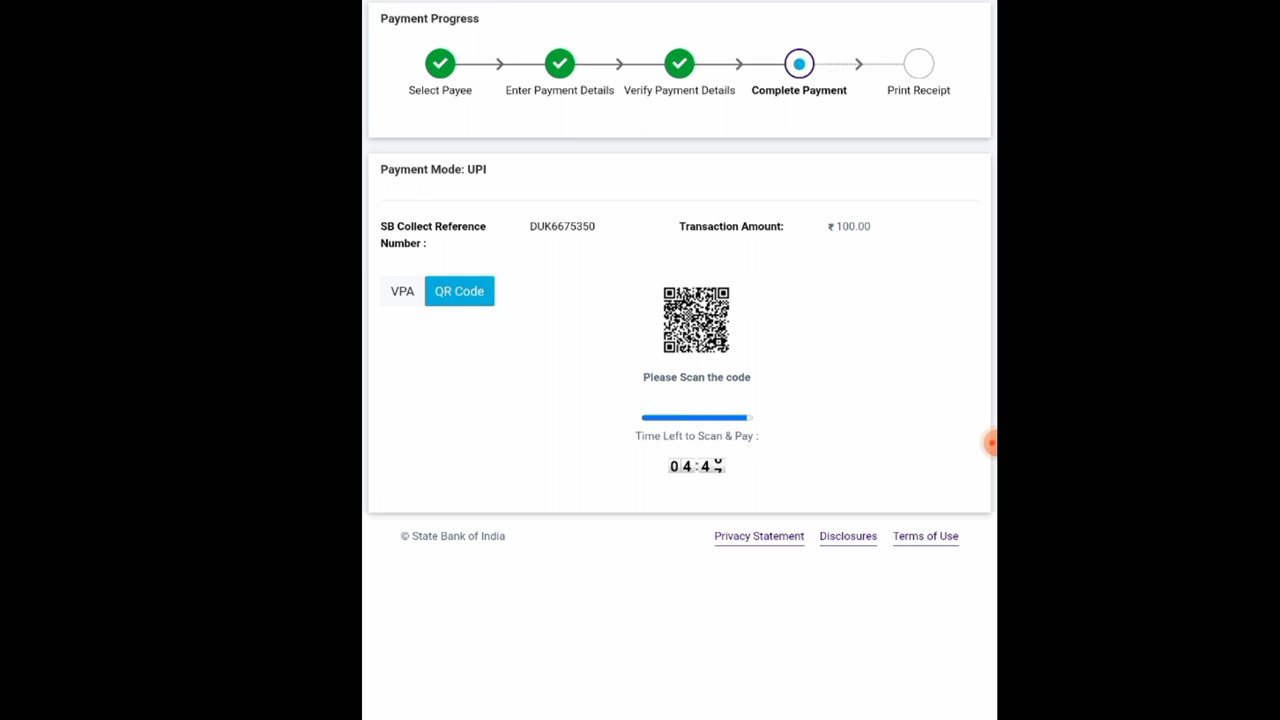 Payment Progress
Select Payee
Enter Payment Details
Verify Payment Details
Complete Payment
Print Receipt
Payment Mode: UPI
SB Collect Reference Number :
DUK6675350
Transaction Amount:
₹ 100.00
VPA
QR Code
Please Scan the code
Time Left to Scan & Pay :
04:4
© State Bank of India
Privacy Statement
Disclosures
Terms of Use